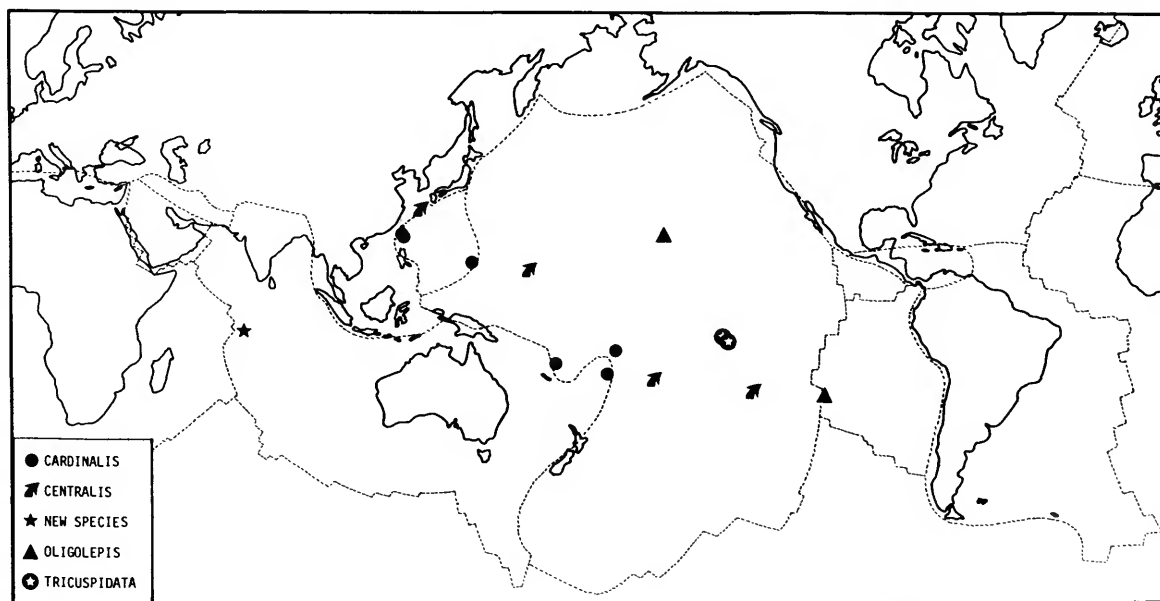 CARDINALIS
CENTRALIS
NEW SPECIES
OLIGOLEPIS
TRICUSPIDATA